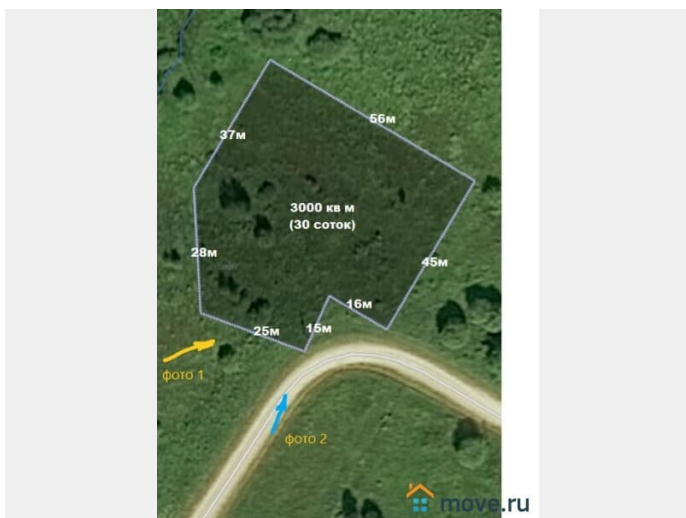 56м
37м
3000 кв м
(30 соток)
28м
45м
16м
25м
15м
фото 1
фото 2
move.ru